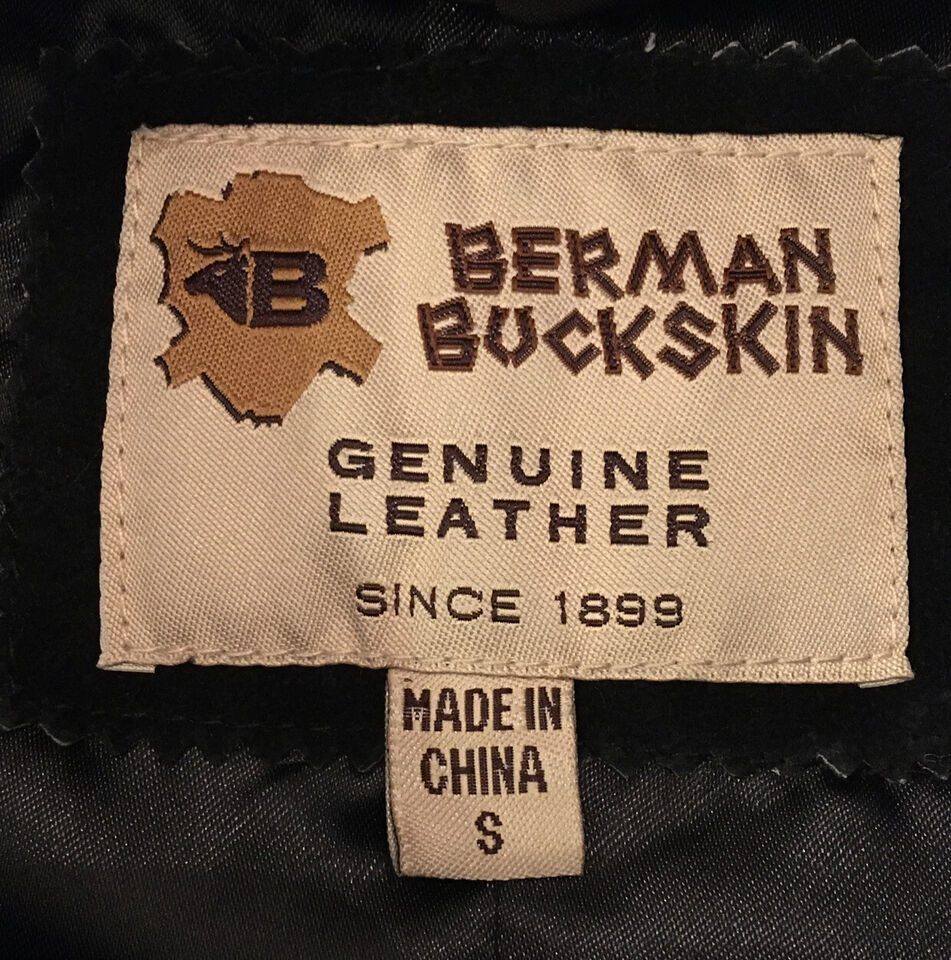 B
BERMAN
BUCKSKIN
GENUINE
LEATHER
SINCE 1899
MADE IN
CHINA
S